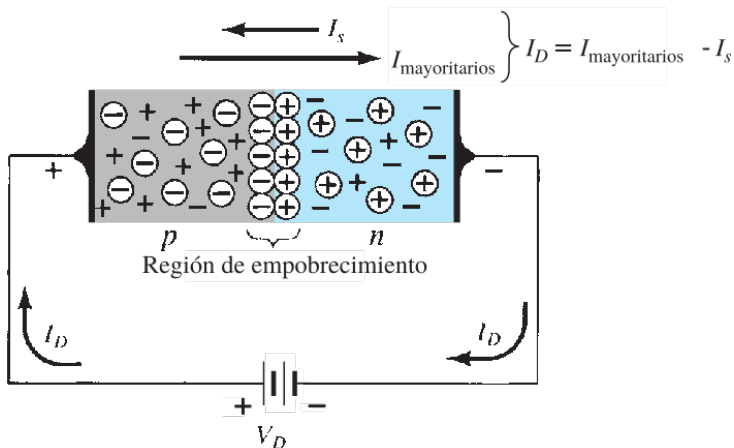 I_s
I_mayoritarios } I_D = I_mayoritarios - I_s
+ −
p n
Región de empobrecimiento
I_D I_D
+ −
V_D